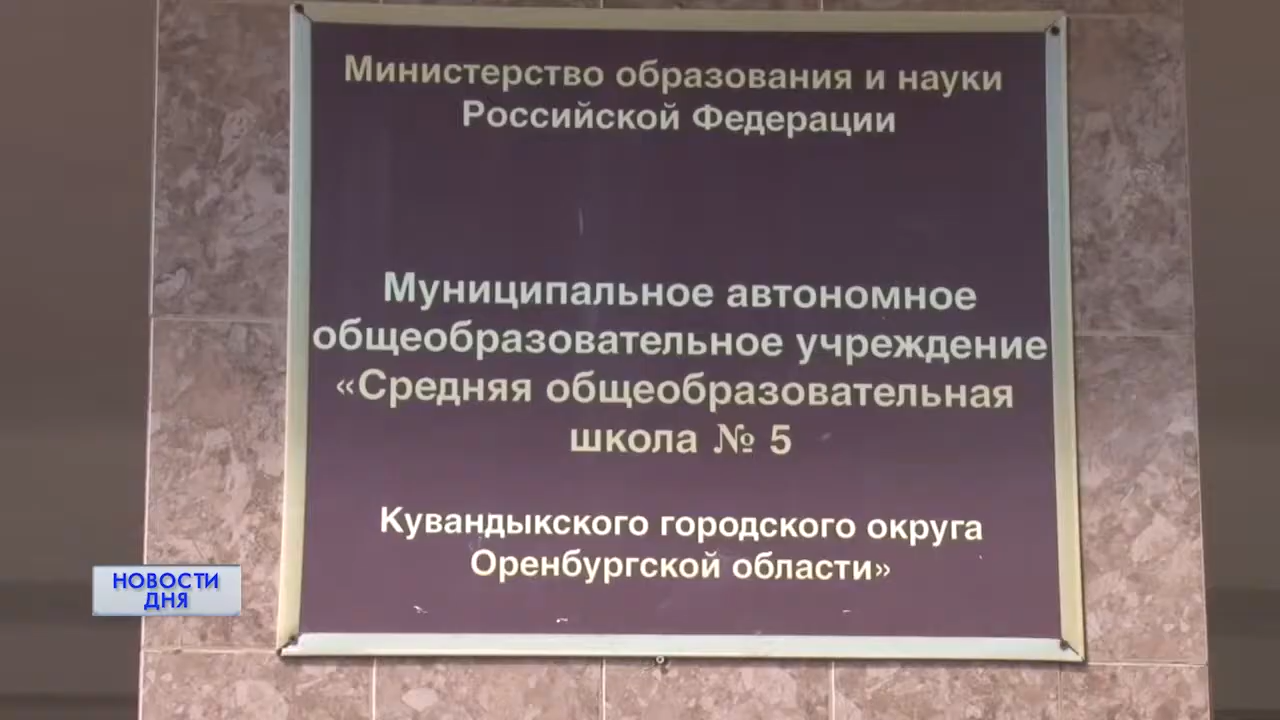 Министерство образования и науки
Российской Федерации
Муниципальное автономное
общеобразовательное учреждение
«Средняя общеобразовательная
школа № 5
Кувандыкского городского округа
Оренбургской области»
НОВОСТИ
ДНЯ